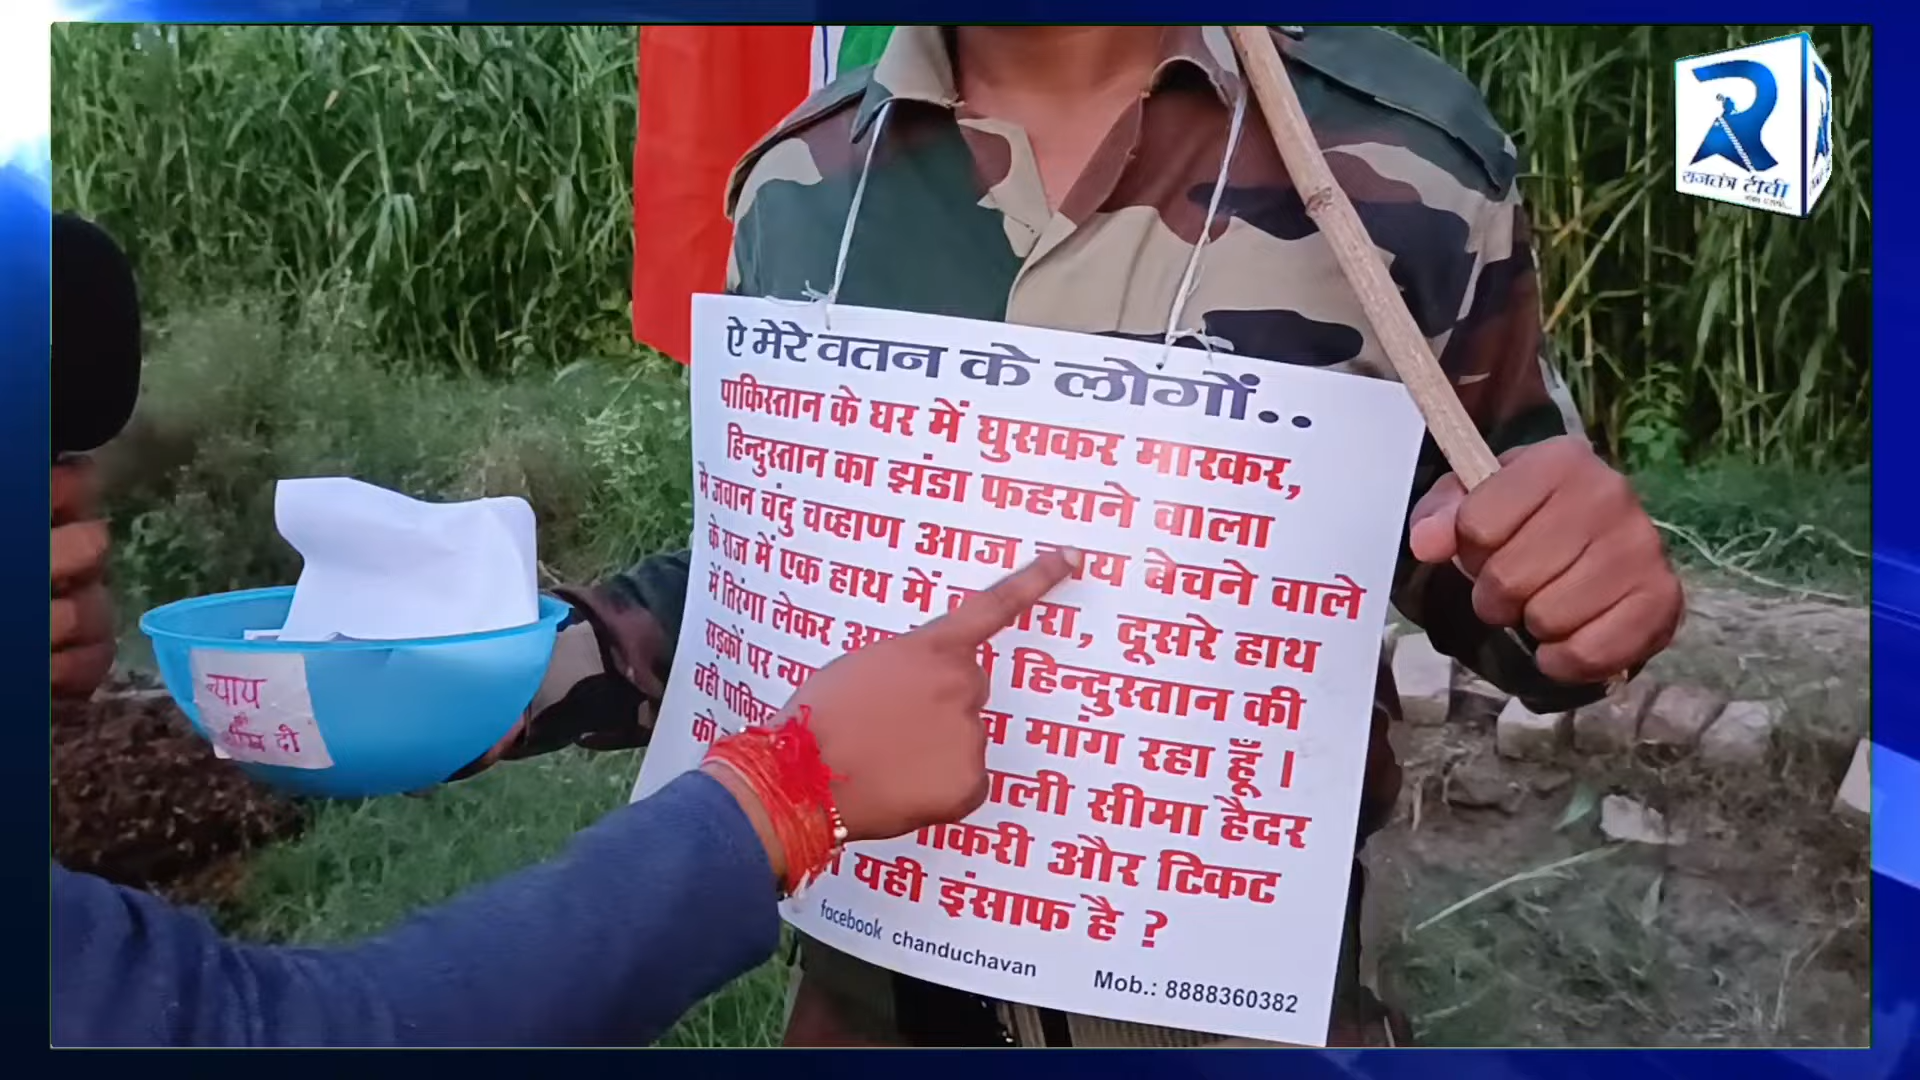 राजतंत्र टीवी
ऐ मेरे वतन के लोगों..
पाकिस्तान के घर में घुसकर मारकर,
हिन्दुस्तान का झंडा फहराने वाला
मै जवान चंदु चव्हाण आज चाय बेचने वाले
के राज में एक हाथ में दूसरे हाथ
में तिरंगा लेकर हिन्दुस्तान की
सड़कों पर मांग रहा हूँ |
वही सीमा हैदर
को और टिकट
यही इंसाफ है ?
facebook chanduchavan
Mob.: 8888360382
न्याय
की
भीख दो